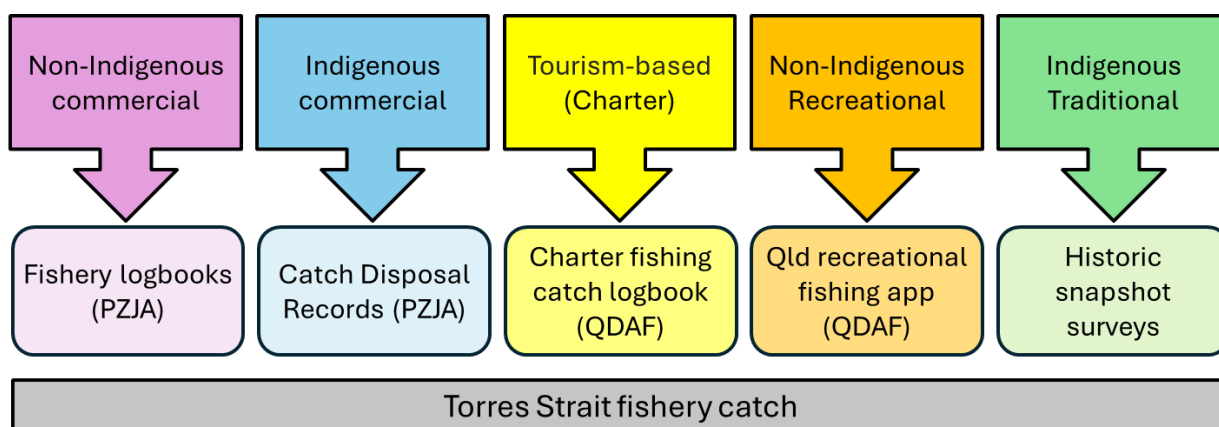 Non-Indigenous
commercial
Indigenous
commercial
Tourism-based
(Charter)
Non-Indigenous
Recreational
Indigenous
Traditional
Fishery logbooks
(PZJA)
Catch Disposal
Records (PZJA)
Charter fishing
catch logbook
(QDAF)
Qld recreational
fishing app
(QDAF)
Historic
snapshot
surveys
Torres Strait fishery catch